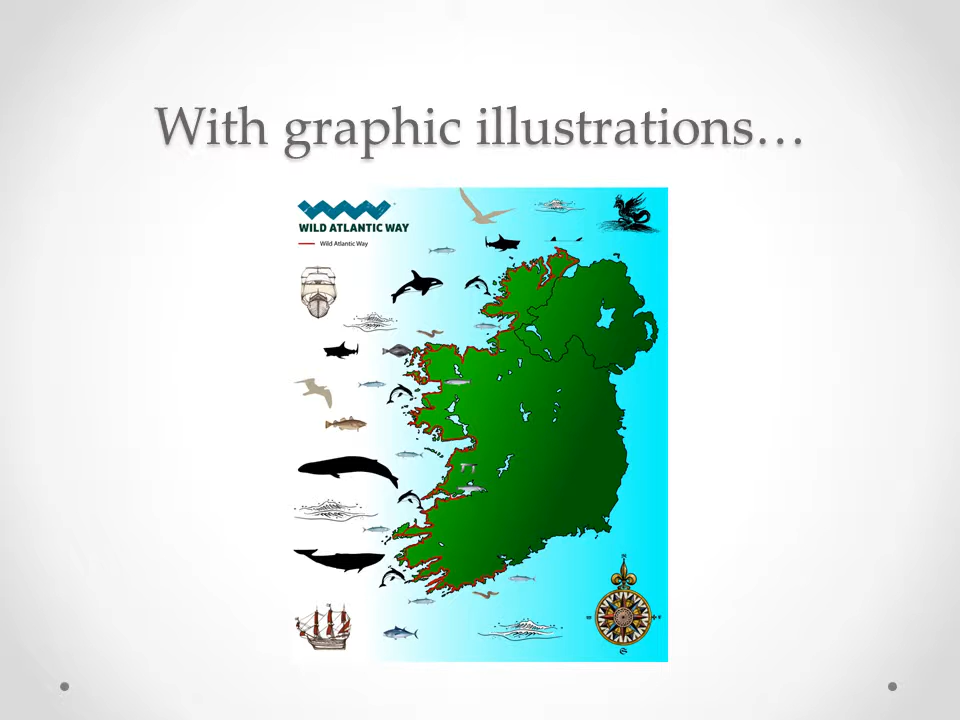 With graphic illustrations…
WILD ATLANTIC WAY
Wild Atlantic Way